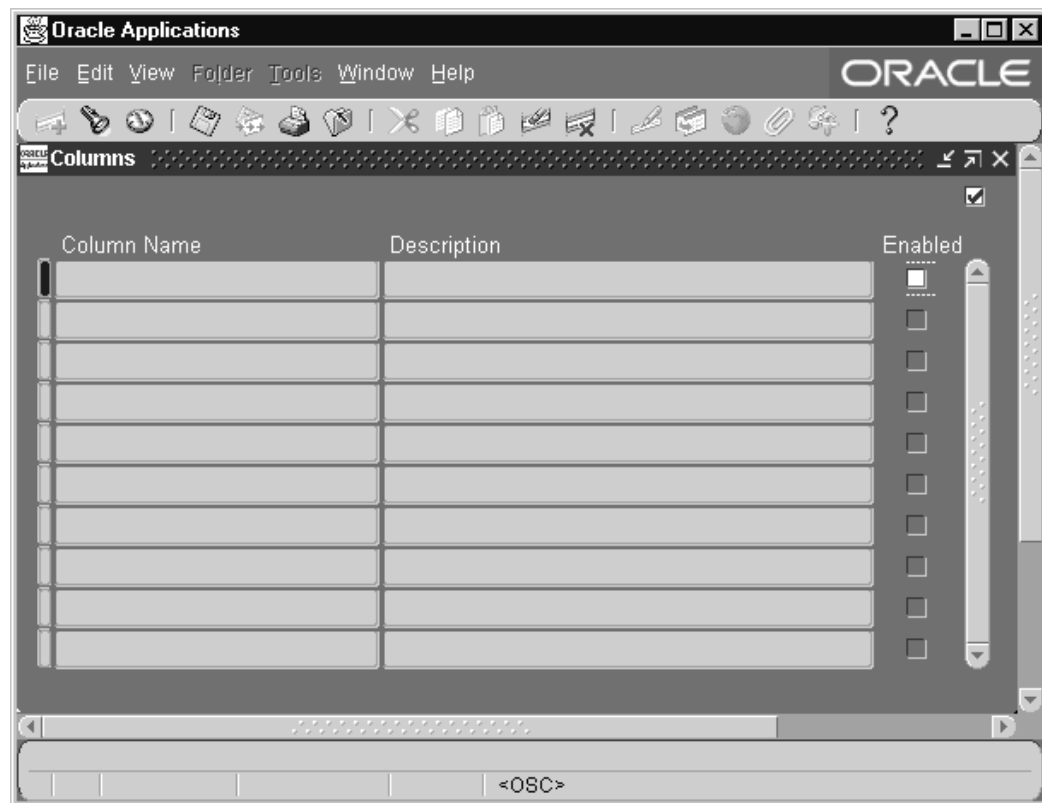 Oracle Applications
File Edit View Folder Tools Window Help
ORACLE
?
Columns
Column Name Description Enabled
<OSC>